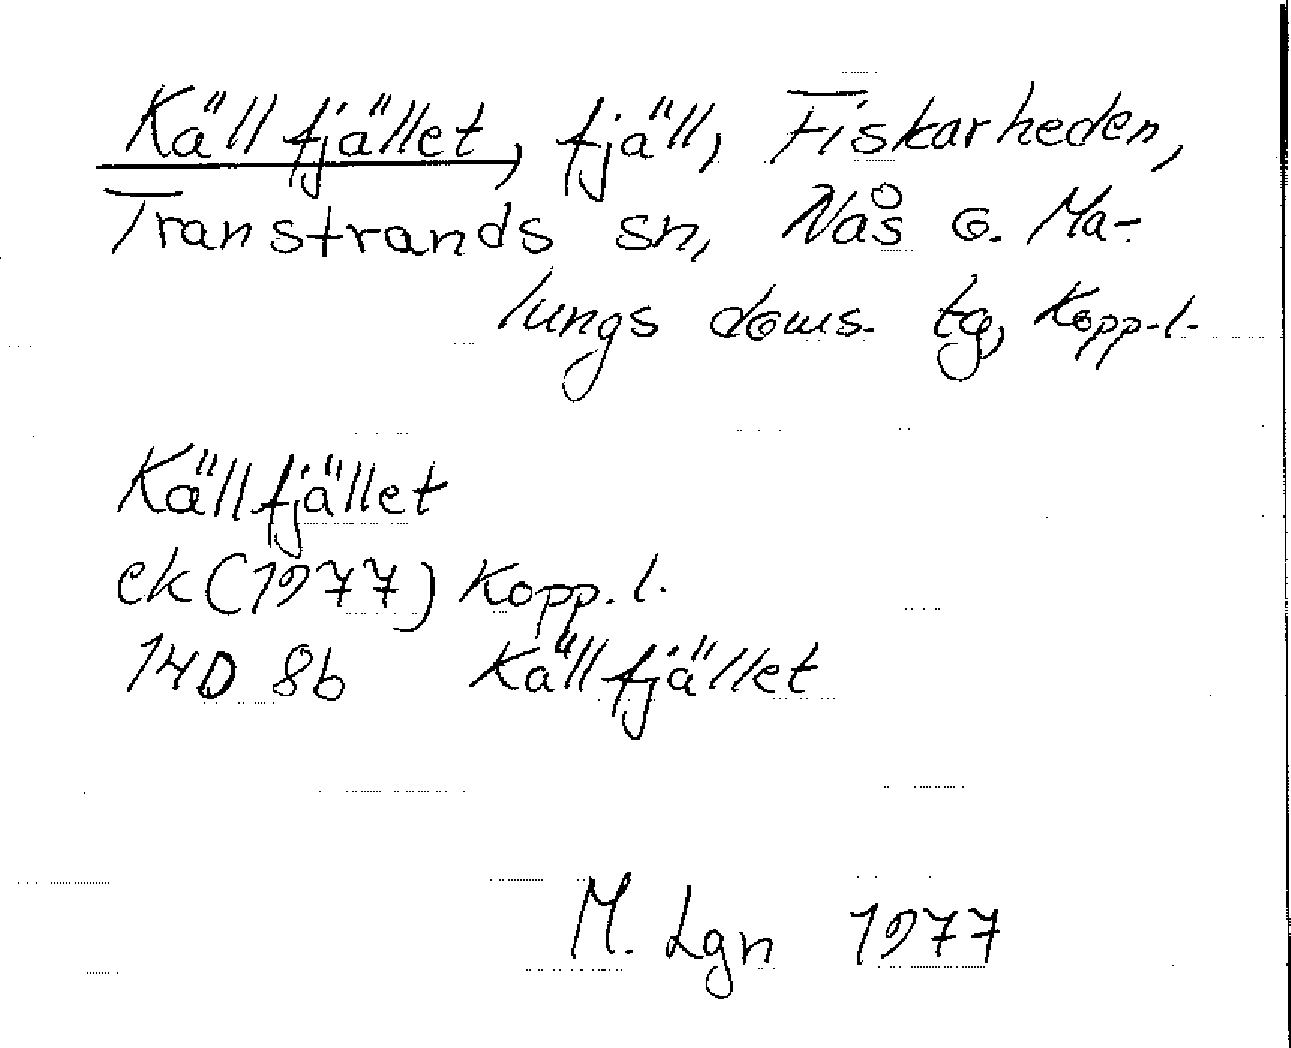 Källfjället, fjäll, Fiskarheden,
Transtrands sn, Nås o. Ma-
lungs doms. tg, Kopp. l.
Källfjället
ek (1977) Kopp. l.
14D 8b Källfjället
M. Lgn 1977